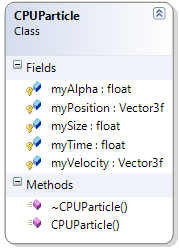 CPUParticle
Class
Fields
myAlpha : float
myPosition : Vector3f
mySize : float
myTime : float
myVelocity : Vector3f
Methods
~CPUParticle()
CPUParticle()